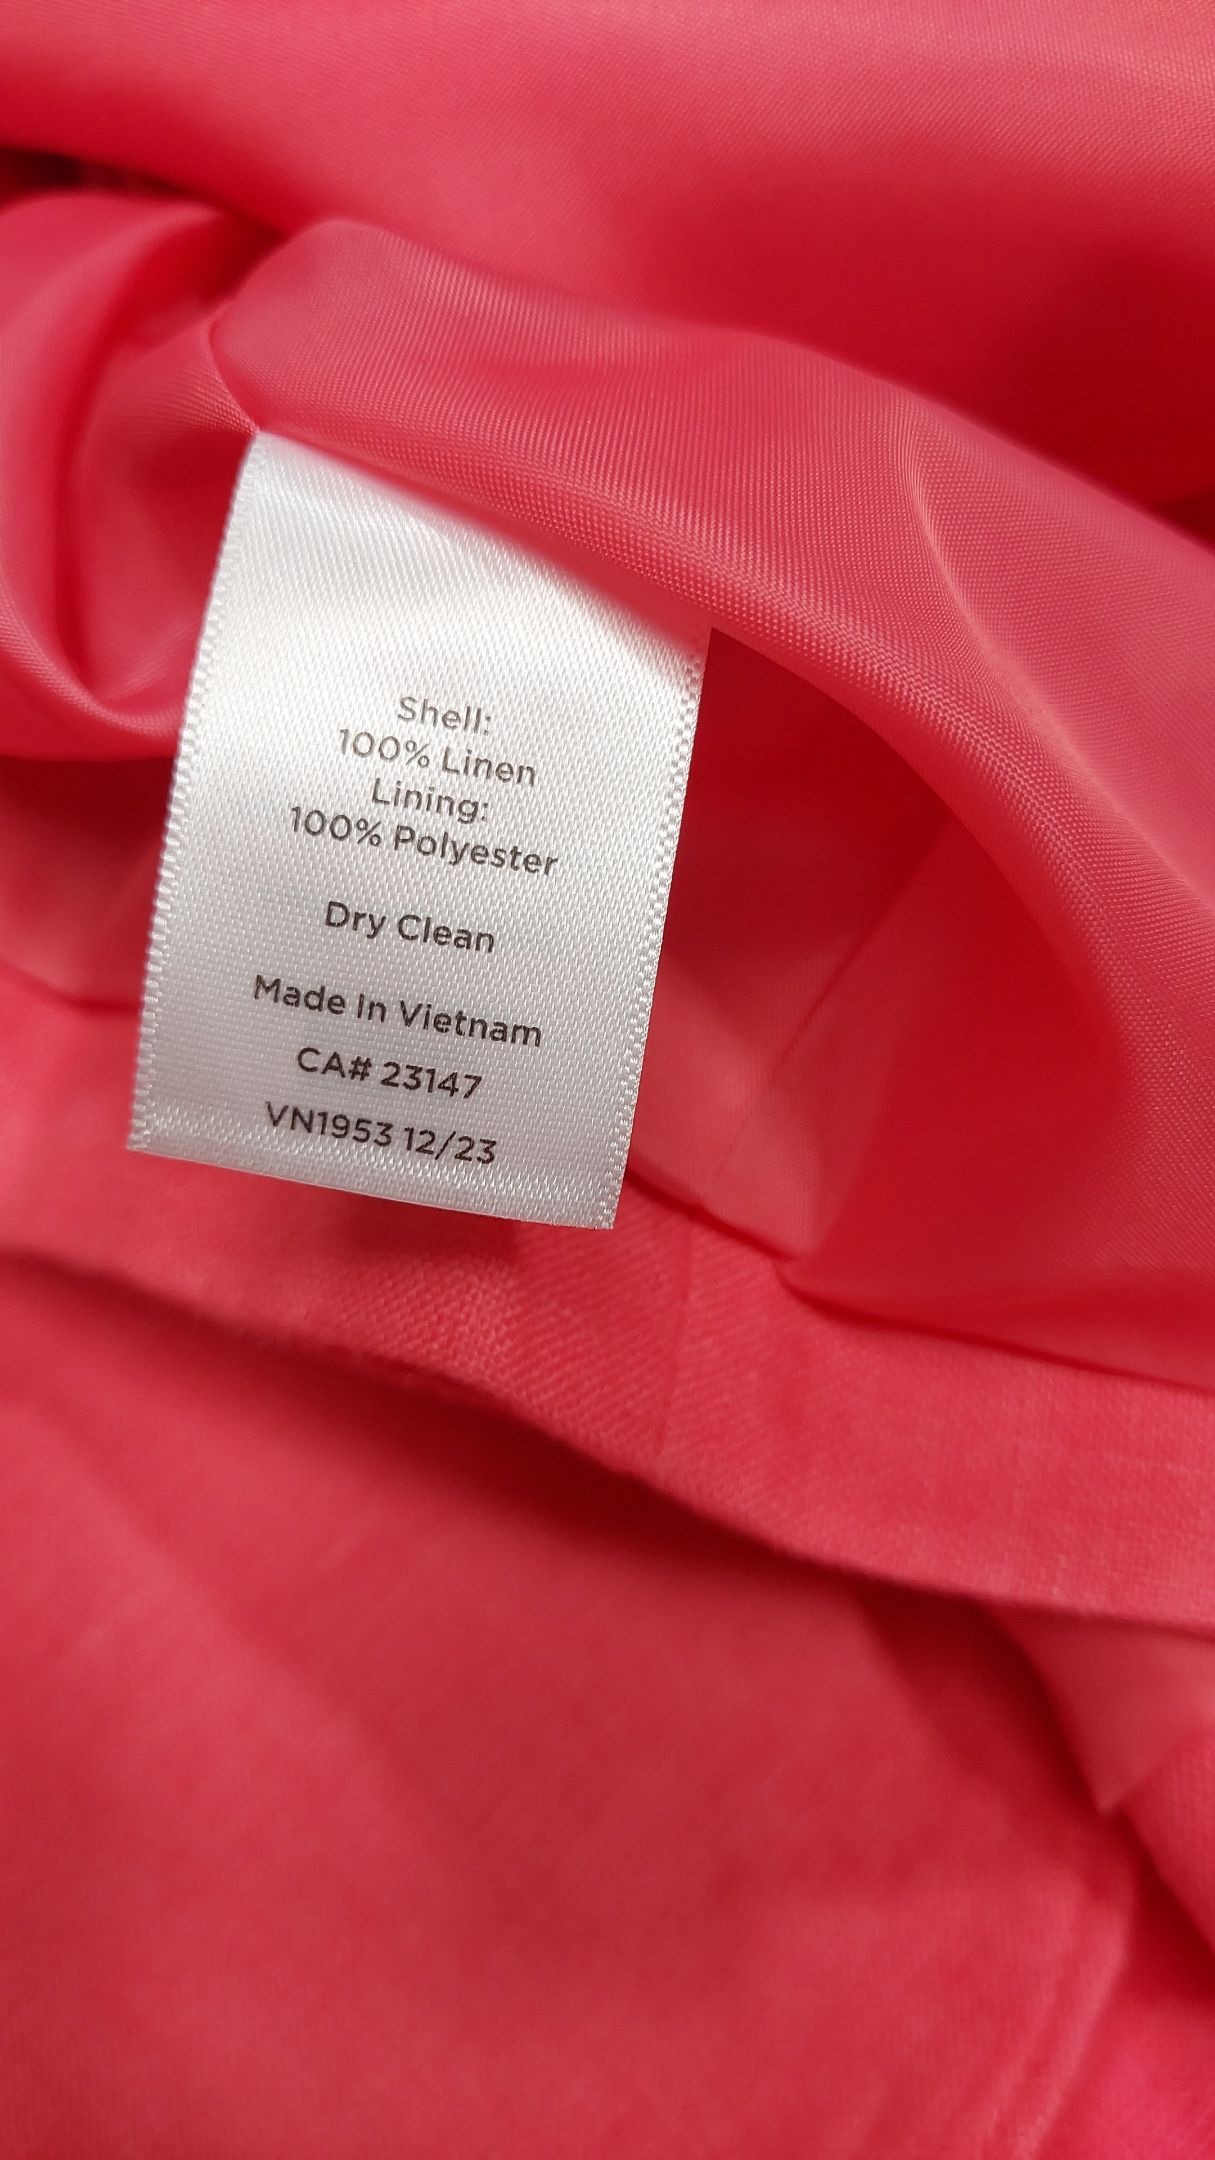 Shell:
100% Linen
Lining:
100% Polyester
Dry Clean
Made In Vietnam
CA# 23147
VN1953 12/23